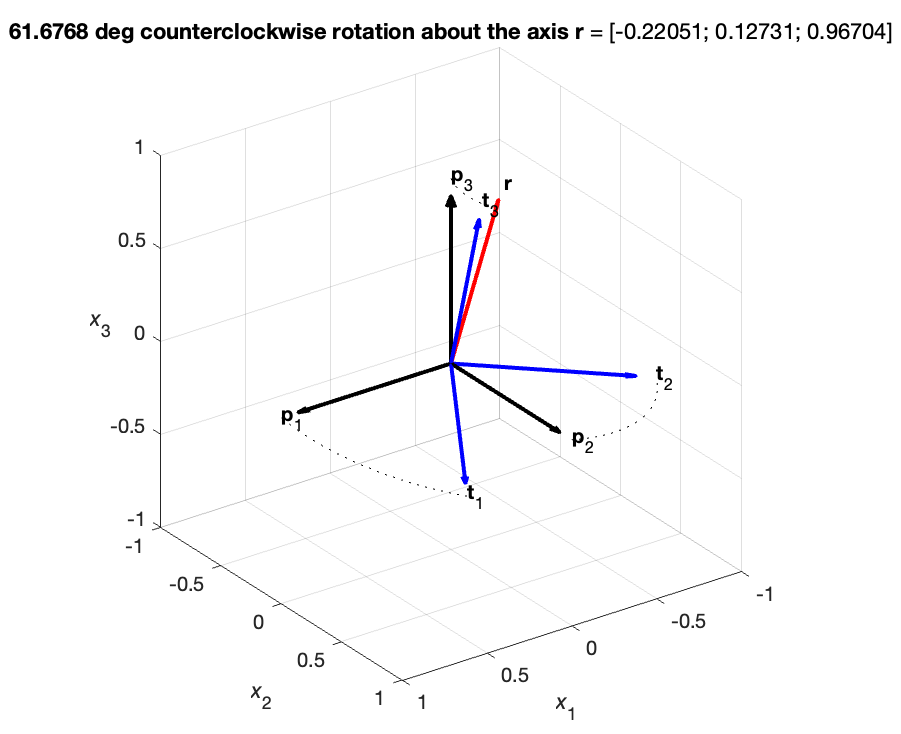 61.6768 deg counterclockwise rotation about the axis r = [-0.22051; 0.12731; 0.96704]
1
0.5
0
-0.5
-1
x3
p3
r
t3
t2
p1
p2
t1
-1
-0.5
0
0.5
1
x2
1
0.5
0
-0.5
-1
x1